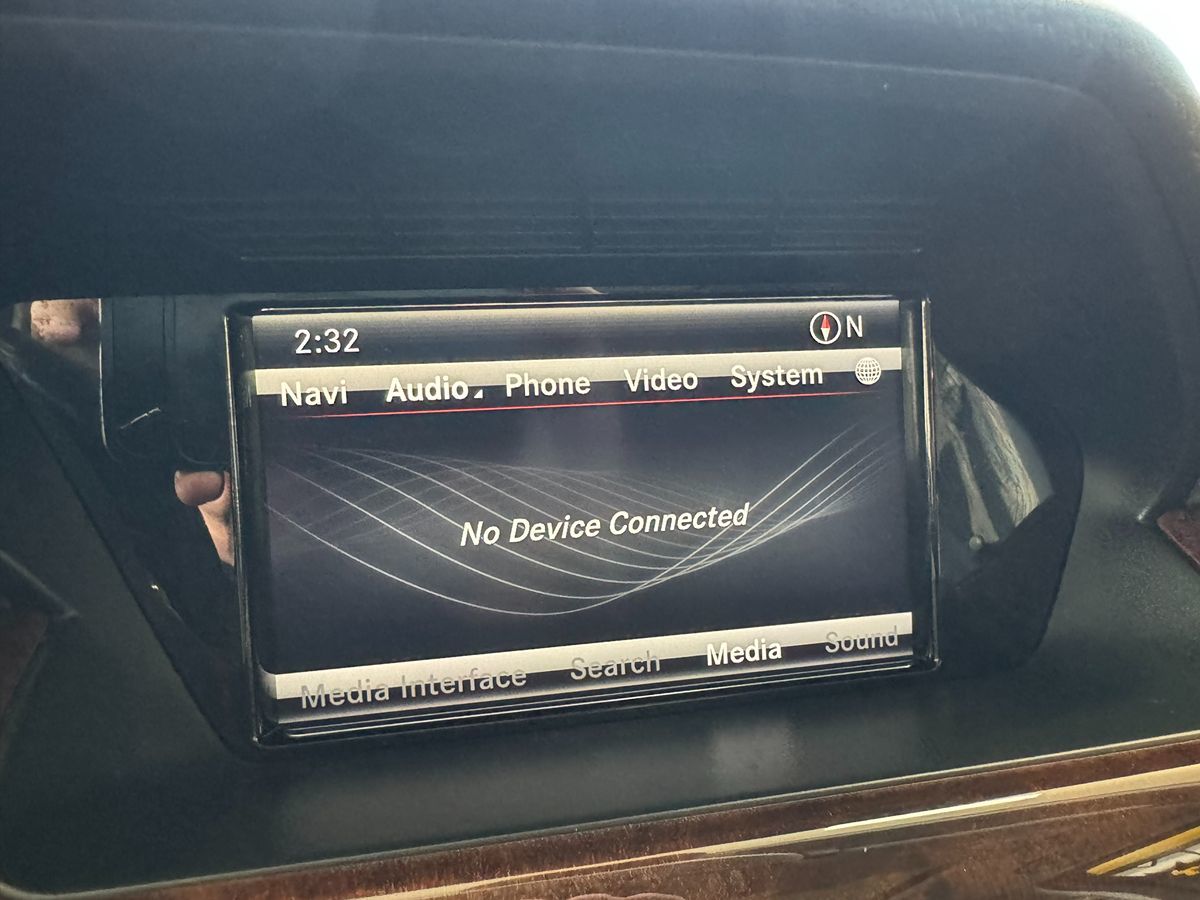 2:32 N
Navi Audio Phone Video System
No Device Connected
Media Interface Search Media Sound